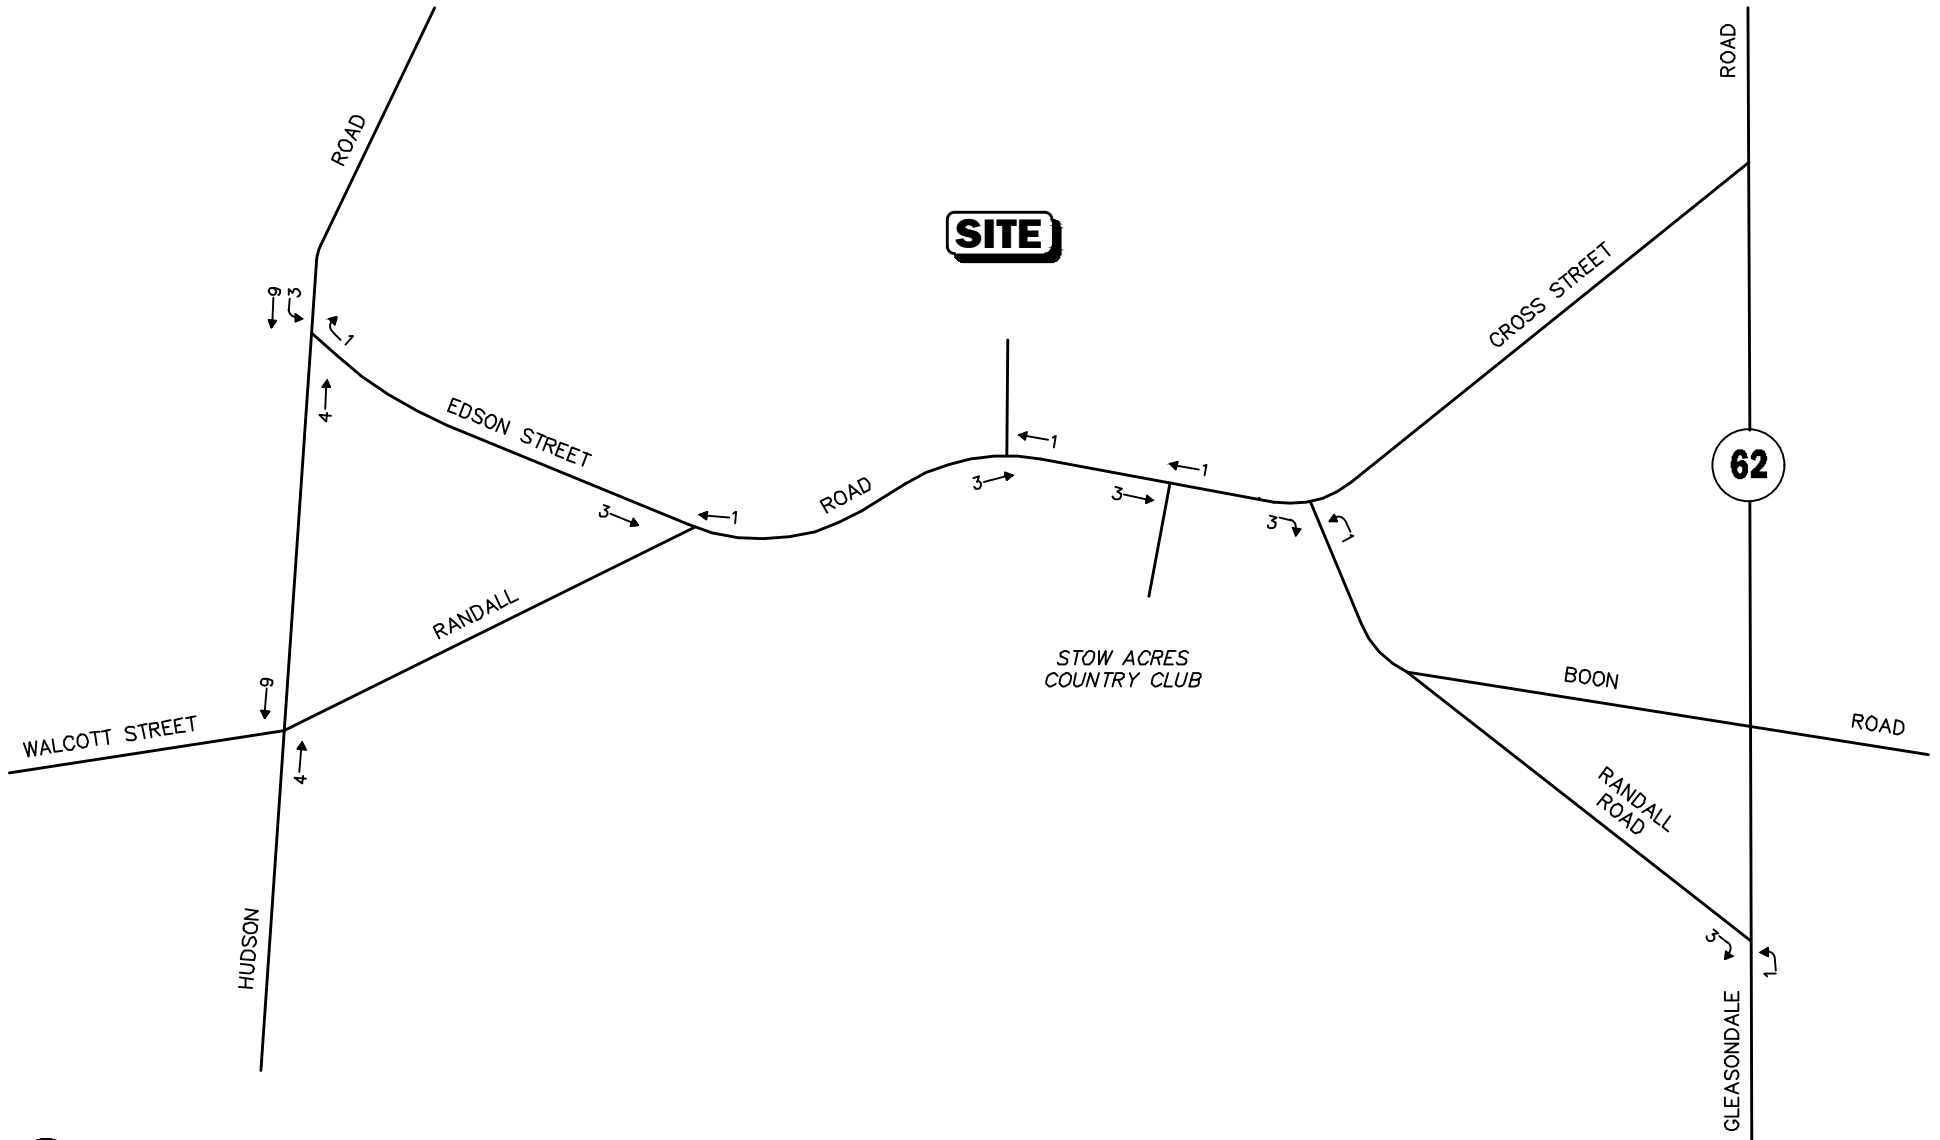 ROAD
ROAD
SITE
CROSS STREET
9
3
1
4
EDSON STREET
1
3
ROAD
1
3
1
3
3
1
1
3
62
RANDALL
STOW ACRES
COUNTRY CLUB
BOON
ROAD
9
WALCOTT STREET
4
RANDALL
ROAD
HUDSON
3
1
GLEASONDALE